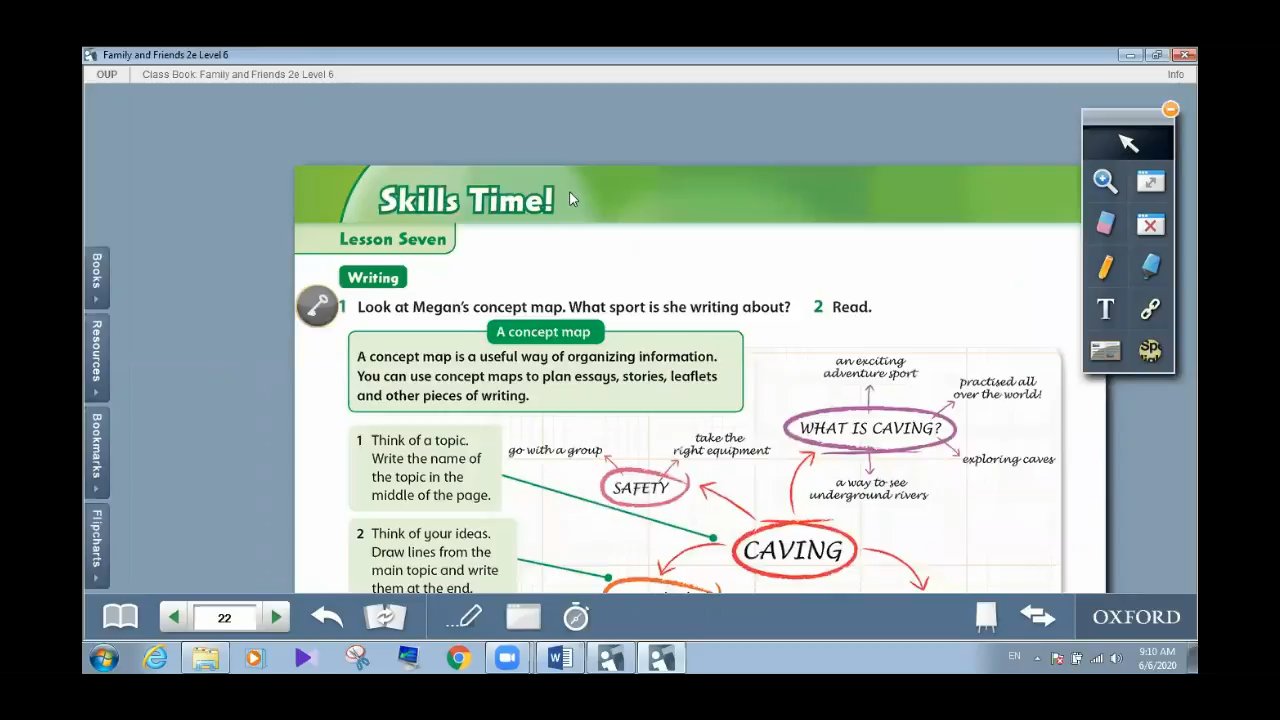 Family and Friends 2e Level 6
OUP
Class Book: Family and Friends 2e Level 6
Info
Skills Time!
Lesson Seven
Writing
1 Look at Megan's concept map. What sport is she writing about?
2 Read.
A concept map
A concept map is a useful way of organizing information.
You can use concept maps to plan essays, stories, leaflets
and other pieces of writing.
an exciting
adventure sport
practised all
over the world!
WHAT IS CAVING?
exploring caves
a way to see
underground rivers
go with a group
take the
right equipment
SAFETY
CAVING
1 Think of a topic.
Write the name of
the topic in the
middle of the page.
2 Think of your ideas.
Draw lines from the
main topic and write
them at the end.
Books
Resources
Bookmarks
Flipcharts
T
Sp
22
OXFORD
EN
9:10 AM
6/6/2020